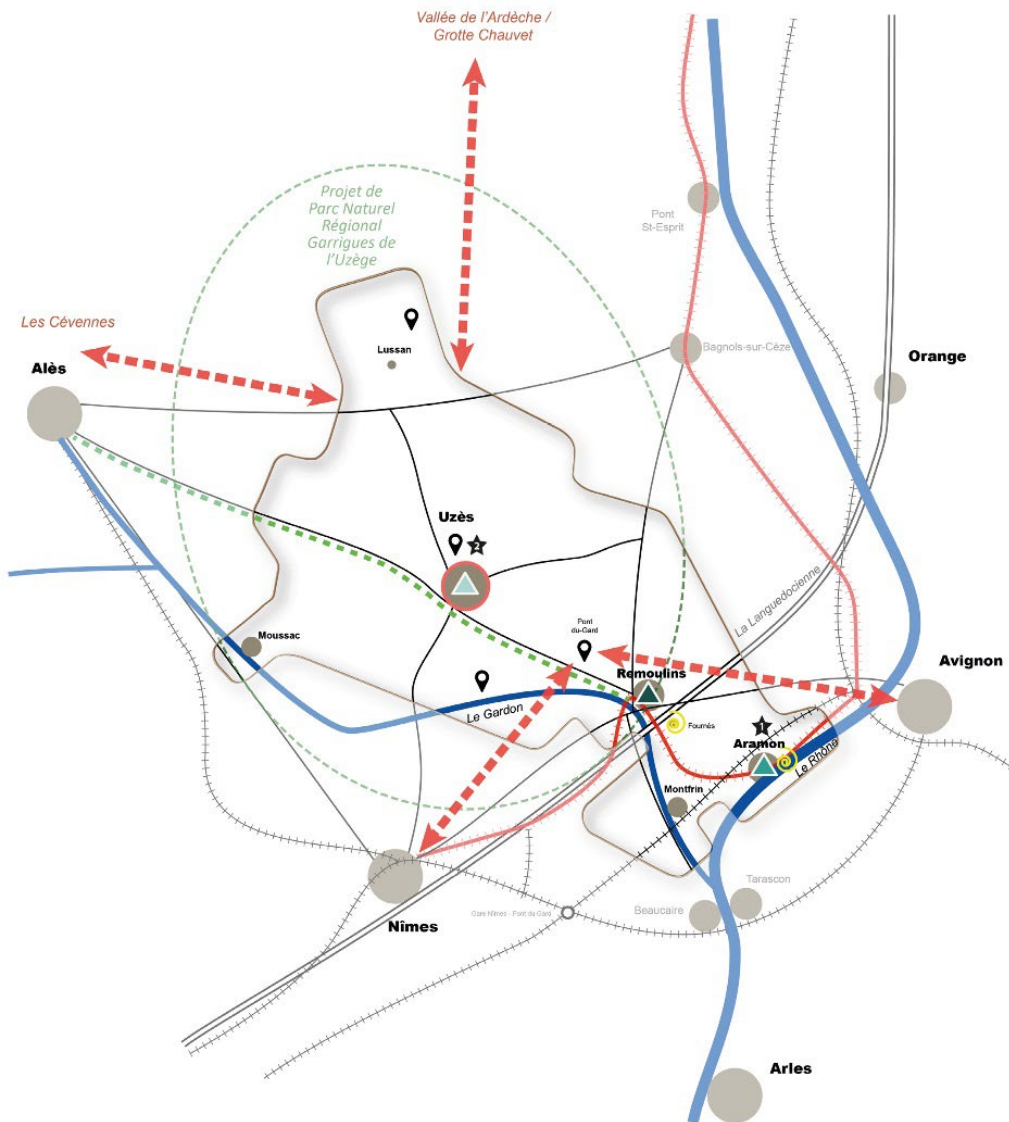 Vallée de l'Ardèche /
Grotte Chauvet
Projet de
Parc Naturel
Régional
Garrigues de
l'Uzège
Pont
St-Esprit
Les Cévennes
Lussan
Bagnols-sur-Cèze
Orange
Alès
Uzès
2
La Languedocienne
Pont
du-Gard
Moussac
Remoulins
Avignon
Le Gardon
Fournès
1
Aramon
Le Rhône
Montfrin
Tarascon
Beaucaire
Gare Nîmes - Pont du Gard
Nîmes
Arles